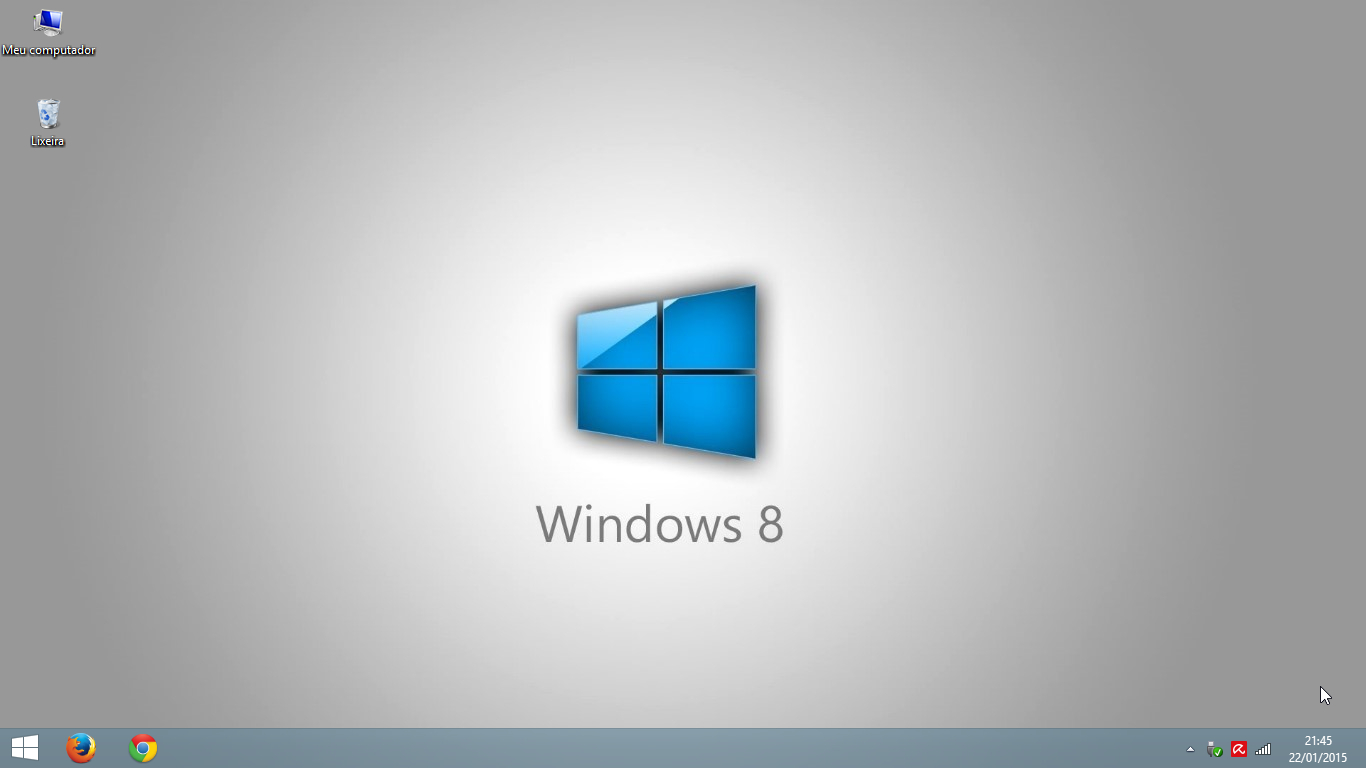 Meu computador
Lixeira
Windows 8
21:45
22/01/2015